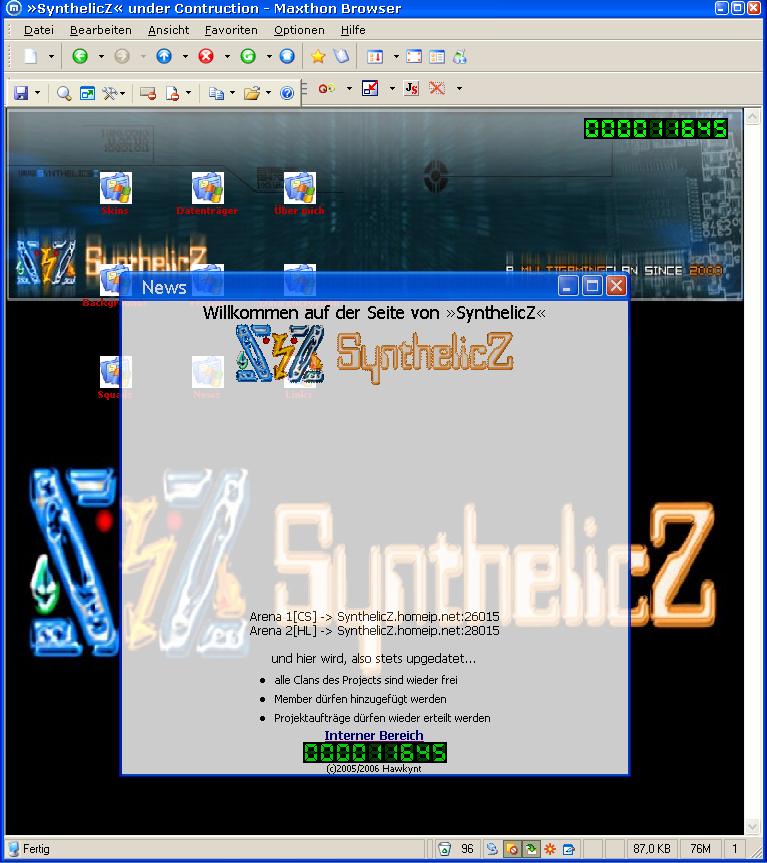 »SynthelicZ« under Contruction - Maxthon Browser
Datei Bearbeiten Ansicht Favoriten Optionen Hilfe
000011645
Skins Datenträger Über mich
SynthelicZ
A MULTIGAMINGCLAN SINCE 2000
News
Willkommen auf der Seite von »SynthelicZ«
SynthelicZ
Squads News Links
SynthelicZ
Arena 1[CS] -> SynthelicZ.homeip.net:26015
Arena 2[HL] -> SynthelicZ.homeip.net:28015
und hier wird, also stets upgedatet...
alle Clans des Projects sind wieder frei
Member dürfen hinzugefügt werden
Projektaufträge dürfen wieder erteilt werden
Interner Bereich
000011645
(c)2005/2006 Hawkynt
Fertig 96 87,0 KB 76M 1